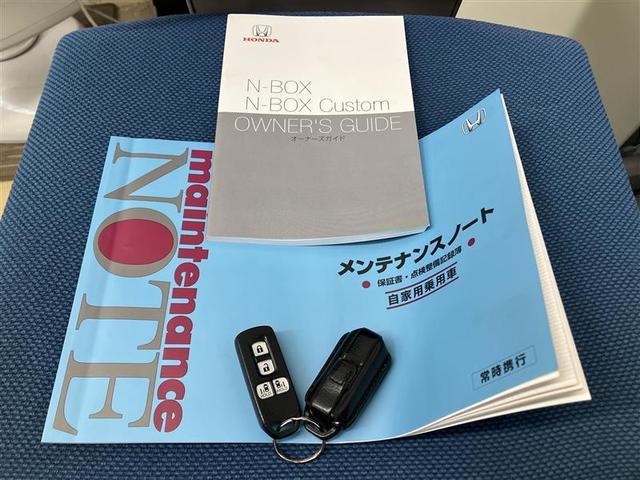 HONDA
N-BOX
N-BOX Custom
OWNER'S GUIDE
オーナーズガイド
maintenance
NOTE
メンテナンスノート
保証書・点検整備記録簿
自家用乗用車
常時携行